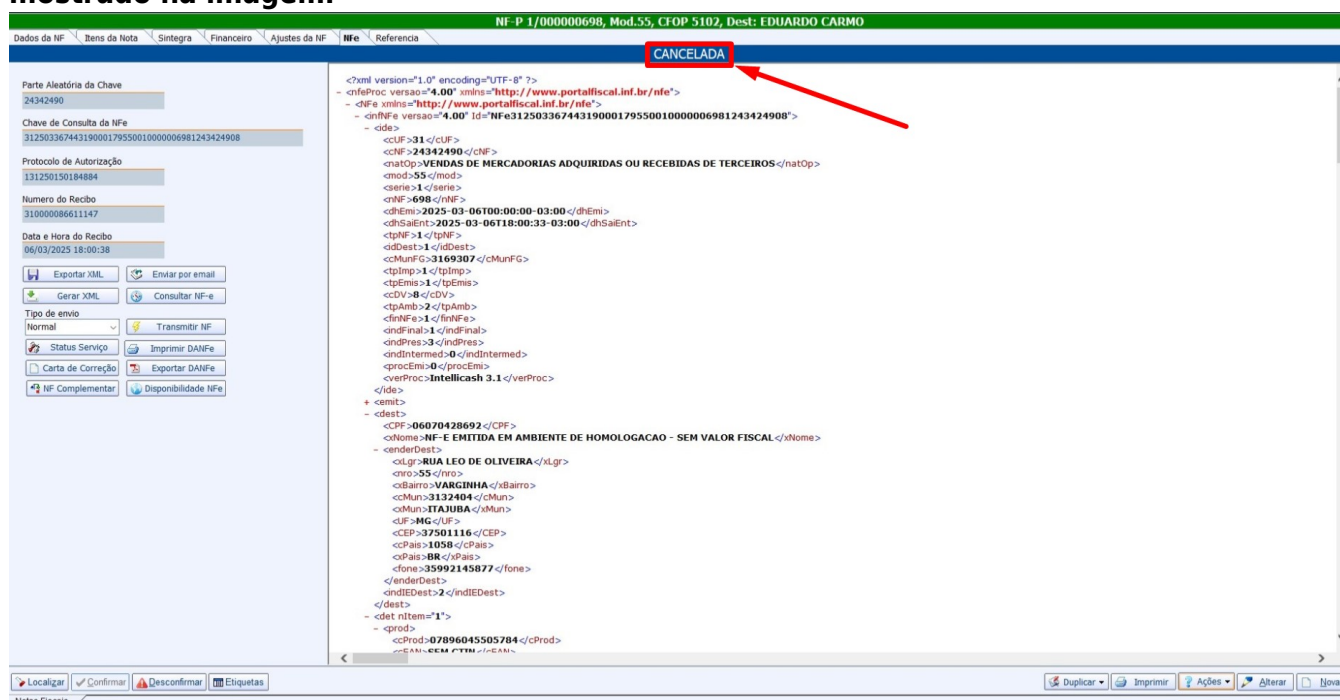 NF-P 1/000000698, Mod.55, CFOP 5102, Dest: EDUARDO CARMO
Dados da NF Itens da Nota Sintegra Financeiro Ajustes da NF NFe Referencia
CANCELADA
Parte Aleatória da Chave
24342490
Chave de Consulta da NFe
31250336744319000179550010000006981243424908
Protocolo de Autorização
131250150184884
Numero do Recibo
310000086611147
Data e Hora do Recibo
06/03/2025 18:00:38
Exportar XML Enviar por email
Gerar XML Consultar NF-e
Tipo de envio
Normal Transmitir NF
Status Serviço Imprimir DANFe
Carta de Correção Exportar DANFe
NF Complementar Disponibilidade NFe
<?xml version="1.0" encoding="UTF-8" ?>
- <nfeProc versao="4.00" xmlns="http://www.portalfiscal.inf.br/nfe">
- <NFe xmlns="http://www.portalfiscal.inf.br/nfe">
- <infNFe versao="4.00" Id="NFe31250336744319000179550010000006981243424908">
- <ide>
<cUF>31</cUF>
<cNF>24342490</cNF>
<natOp>VENDAS DE MERCADORIAS ADQUIRIDAS OU RECEBIDAS DE TERCEIROS</natOp>
<mod>55</mod>
<serie>1</serie>
<nNF>698</nNF>
<dhEmi>2025-03-06T00:00:00-03:00</dhEmi>
<dhSaiEnt>2025-03-06T18:00:33-03:00</dhSaiEnt>
<tpNF>1</tpNF>
<idDest>1</idDest>
<cMunFG>3169307</cMunFG>
<tpImp>1</tpImp>
<tpEmis>1</tpEmis>
<cDV>8</cDV>
<tpAmb>2</tpAmb>
<finNFe>1</finNFe>
<indFinal>1</indFinal>
<indPres>3</indPres>
<indIntermed>0</indIntermed>
<procEmi>0</procEmi>
<verProc>Intellicash 3.1</verProc>
</ide>
+ <emit>
- <dest>
<CPF>06070428692</CPF>
<xNome>NF-E EMITIDA EM AMBIENTE DE HOMOLOGACAO - SEM VALOR FISCAL</xNome>
- <enderDest>
<xLgr>RUA LEO DE OLIVEIRA</xLgr>
<nro>55</nro>
<xBairro>VARGINHA</xBairro>
<cMun>3132404</cMun>
<xMun>ITAJUBA</xMun>
<UF>MG</UF>
<CEP>37501116</CEP>
<cPais>1058</cPais>
<xPais>BR</xPais>
<fone>35992145877</fone>
</enderDest>
<indIEDest>2</indIEDest>
</dest>
- <det nItem="1">
- <prod>
<cProd>07896045505784</cProd>
<cEAN>SEM GTIN</cEAN>
Localizar Confirmar Desconfirmar Etiquetas Duplicar Imprimir Ações Alterar Nova